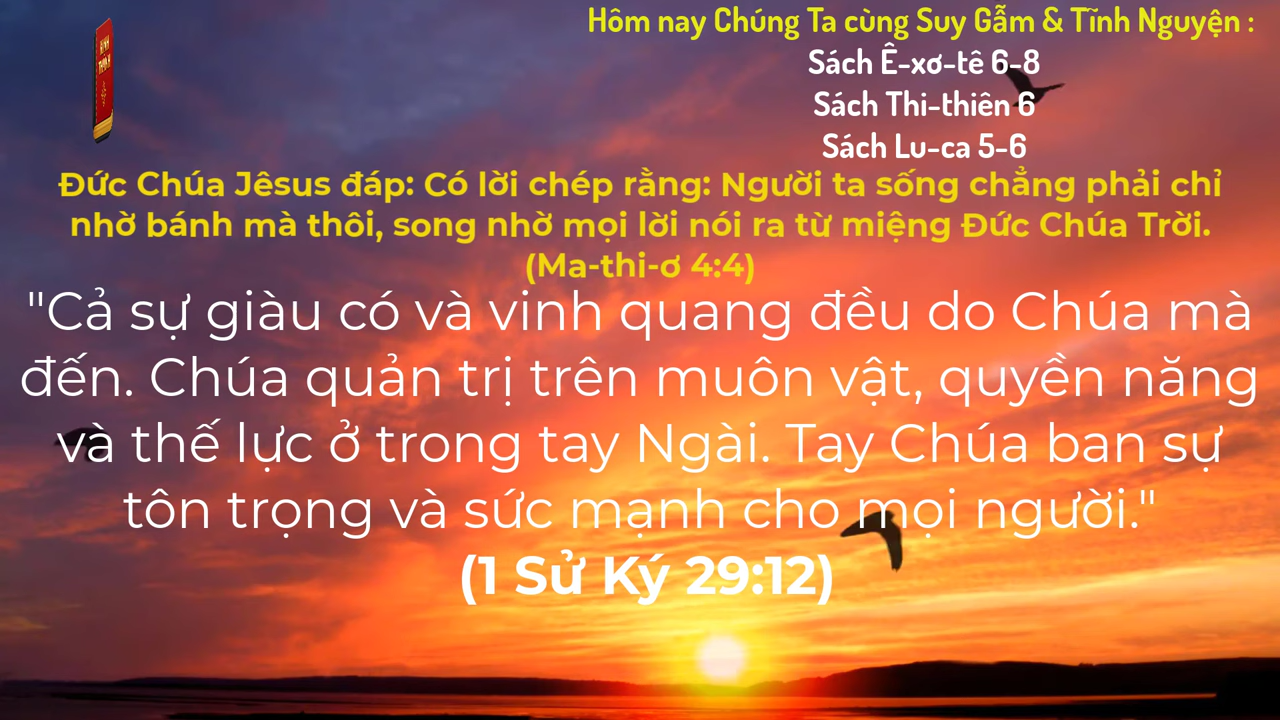 KINH
THÁNH
Hôm nay Chúng Ta cùng Suy Gẫm & Tĩnh Nguyện :
Sách Ê-xơ-tê 6-8
Sách Thi-thiên 6
Sách Lu-ca 5-6
Đức Chúa Jêsus đáp: Có lời chép rằng: Người ta sống chẳng phải chỉ
nhờ bánh mà thôi, song nhờ mọi lời nói ra từ miệng Đức Chúa Trời.
(Ma-thi-ơ 4:4)
"Cả sự giàu có và vinh quang đều do Chúa mà
đến. Chúa quản trị trên muôn vật, quyền năng
và thế lực ở trong tay Ngài. Tay Chúa ban sự
tôn trọng và sức mạnh cho mọi người."
(1 Sử Ký 29:12)